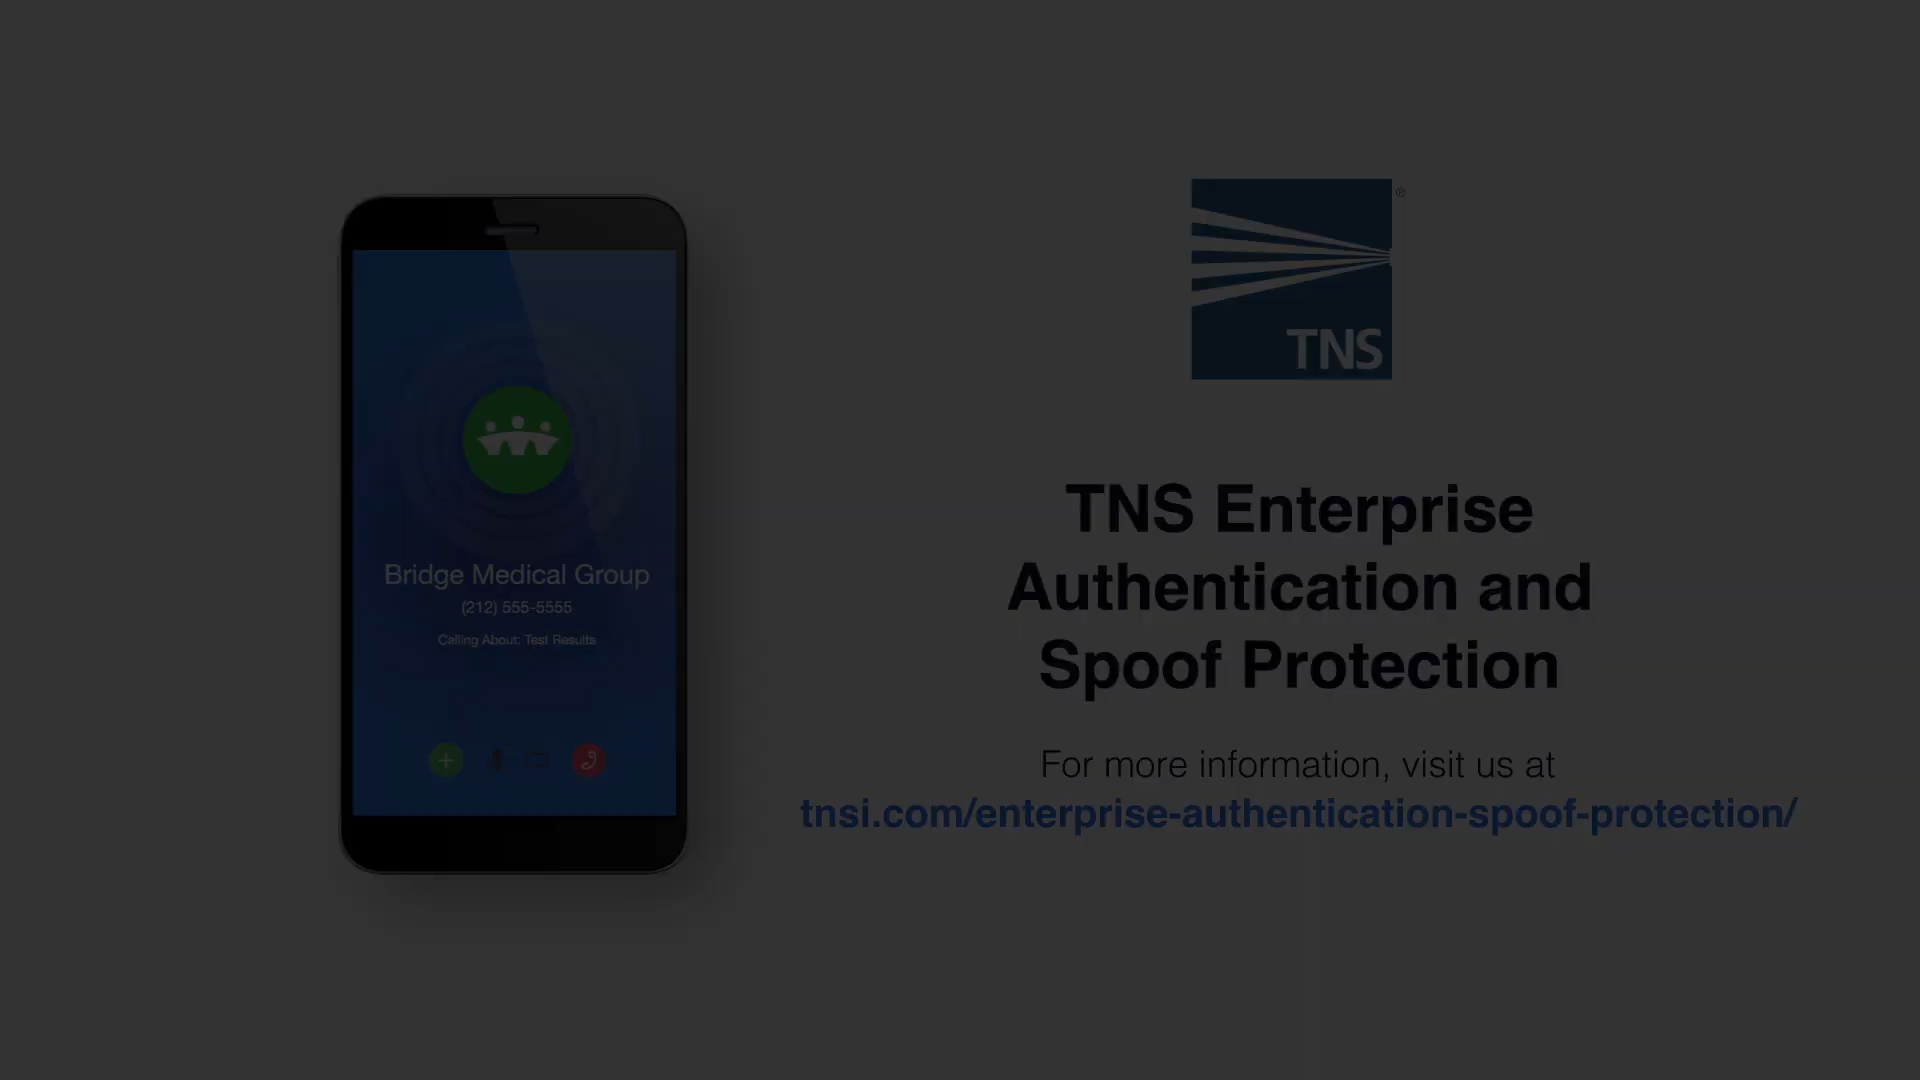 Bridge Medical Group
(212) 555-5555
Calling About: Test Results
TNS
®
TNS Enterprise
Authentication and
Spoof Protection
For more information, visit us at
tnsi.com/enterprise-authentication-spoof-protection/